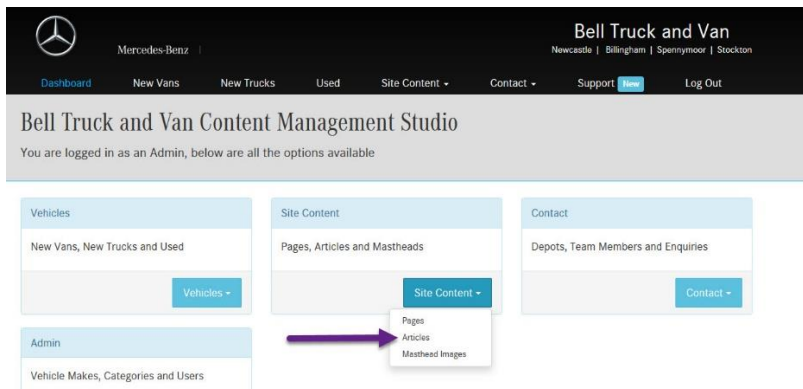 Bell Truck and Van
Mercedes-Benz
Newcastle | Billingham | Spennymoor | Stockton
Dashboard New Vans New Trucks Used Site Content Contact Support New Log Out
Bell Truck and Van Content Management Studio
You are logged in as an Admin, below are all the options available
Vehicles
New Vans, New Trucks and Used
Vehicles
Site Content
Pages, Articles and Mastheads
Site Content
Pages
Articles
Masthead Images
Contact
Depots, Team Members and Enquiries
Contact
Admin
Vehicle Makes, Categories and Users